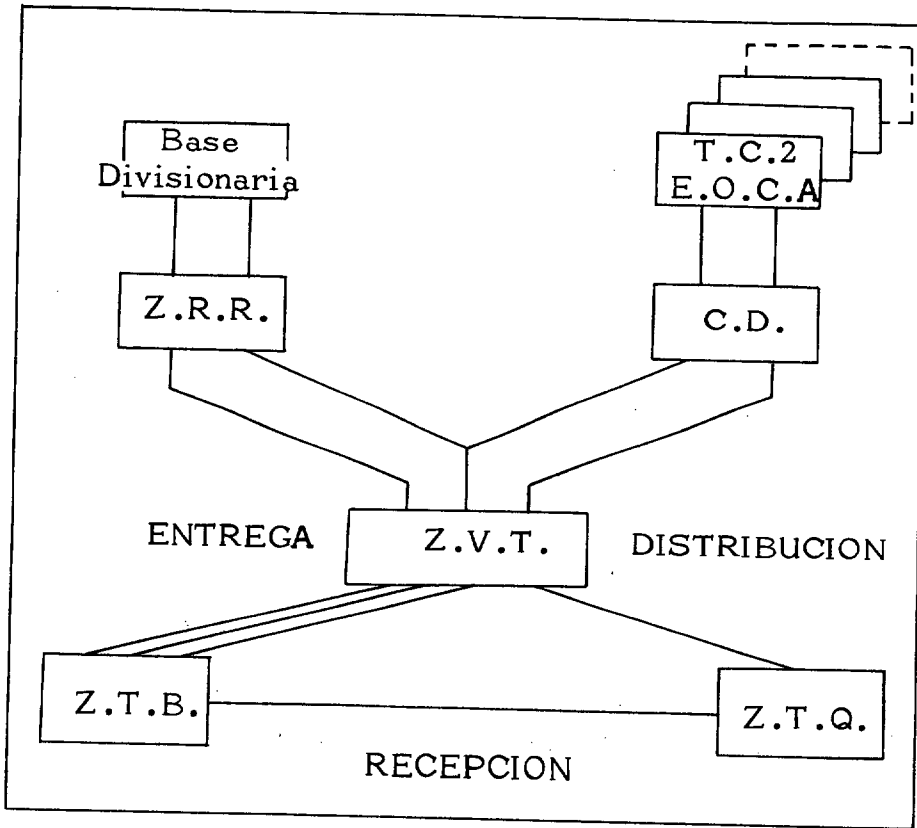 Base
Divisionaria
T.C.2
E.O.C.A
Z.R.R.
C.D.
ENTREGA
Z.V.T.
DISTRIBUCION
Z.T.B.
Z.T.Q.
RECEPCION